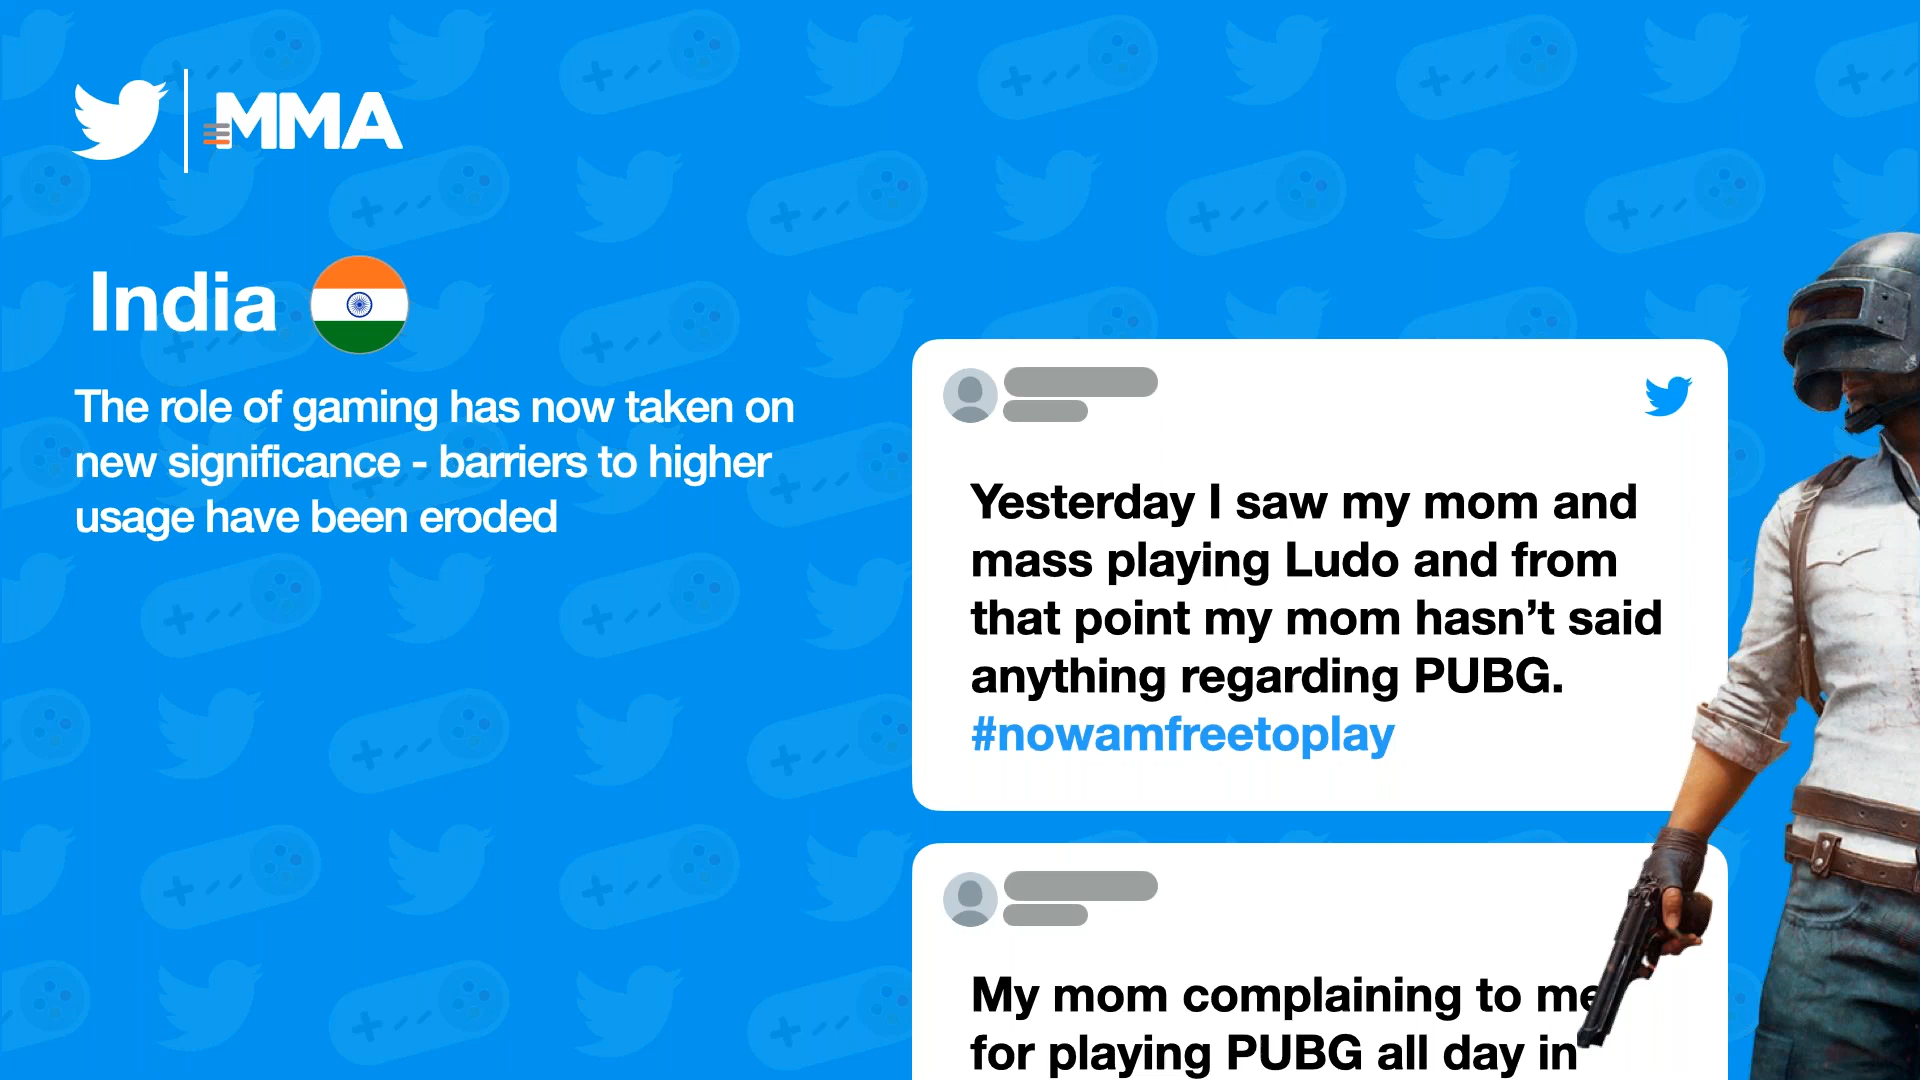 MMA
India
The role of gaming has now taken on
new significance - barriers to higher
usage have been eroded
Yesterday I saw my mom and
mass playing Ludo and from
that point my mom hasn’t said
anything regarding PUBG.
#nowamfreetoplay
My mom complaining to me
for playing PUBG all day in